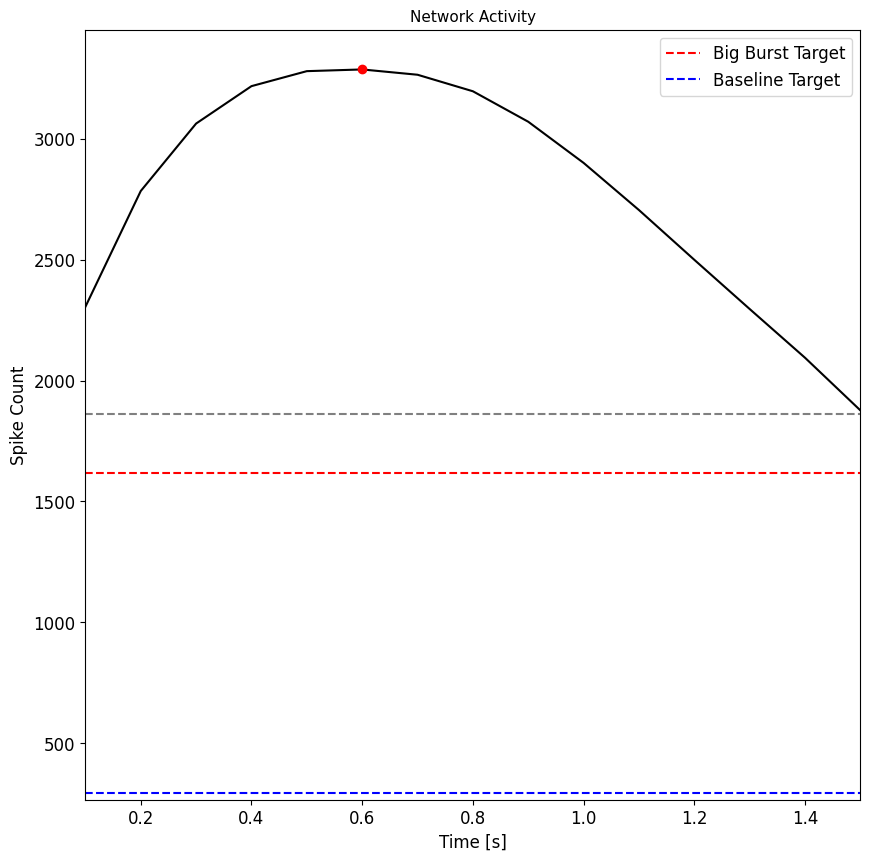 Network Activity
Big Burst Target
Baseline Target
Spike Count
3000
2500
2000
1500
1000
500
0.2 0.4 0.6 0.8 1.0 1.2 1.4
Time [s]